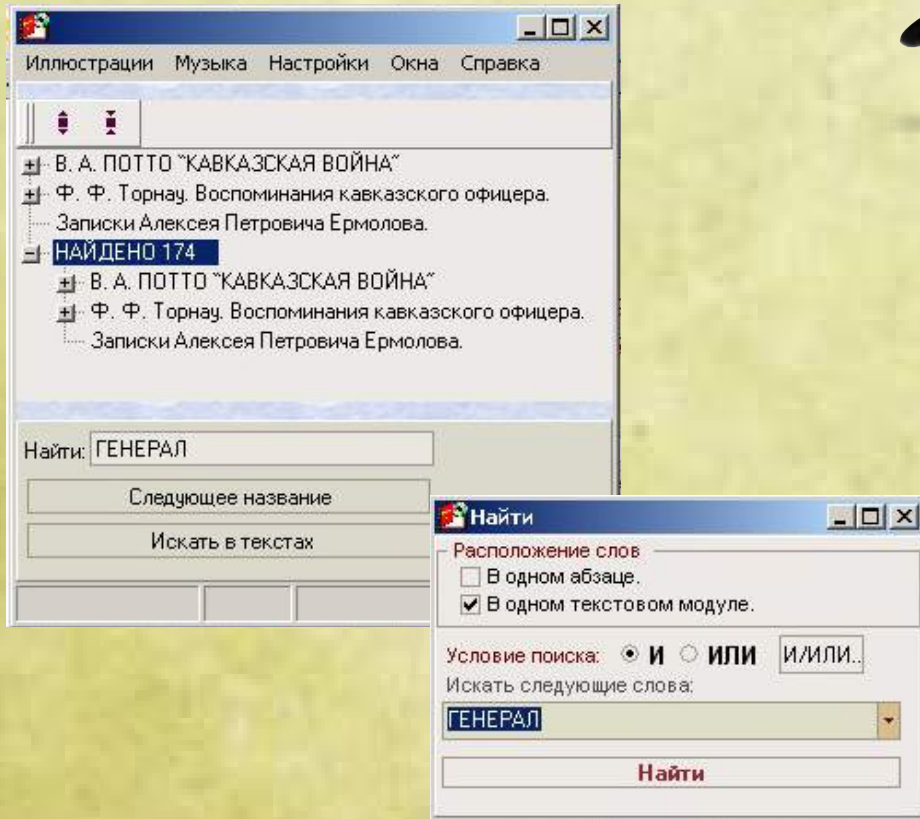 Иллюстрации Музыка Настройки Окна Справка
В. А. ПОТТО "КАВКАЗСКАЯ ВОЙНА"
Ф. Ф. Торнау. Воспоминания кавказского офицера.
Записки Алексея Петровича Ермолова.
НАЙДЕНО 174
В. А. ПОТТО "КАВКАЗСКАЯ ВОЙНА"
Ф. Ф. Торнау. Воспоминания кавказского офицера.
Записки Алексея Петровича Ермолова.
Найти: ГЕНЕРАЛ
Следующее название
Искать в текстах
Найти
Расположение слов
В одном абзаце.
В одном текстовом модуле.
Условие поиска: И ИЛИ И/ИЛИ..
Искать следующие слова:
ГЕНЕРАЛ
Найти